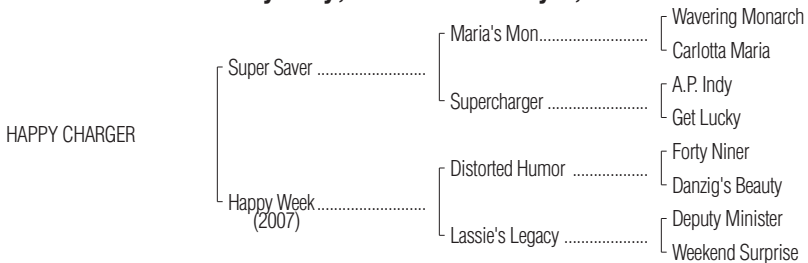 Wavering Monarch
Maria's Mon
Carlotta Maria
Super Saver
A.P. Indy
Supercharger
Get Lucky
HAPPY CHARGER
Forty Niner
Distorted Humor
Danzig's Beauty
Happy Week
(2007)
Deputy Minister
Lassie's Legacy
Weekend Surprise